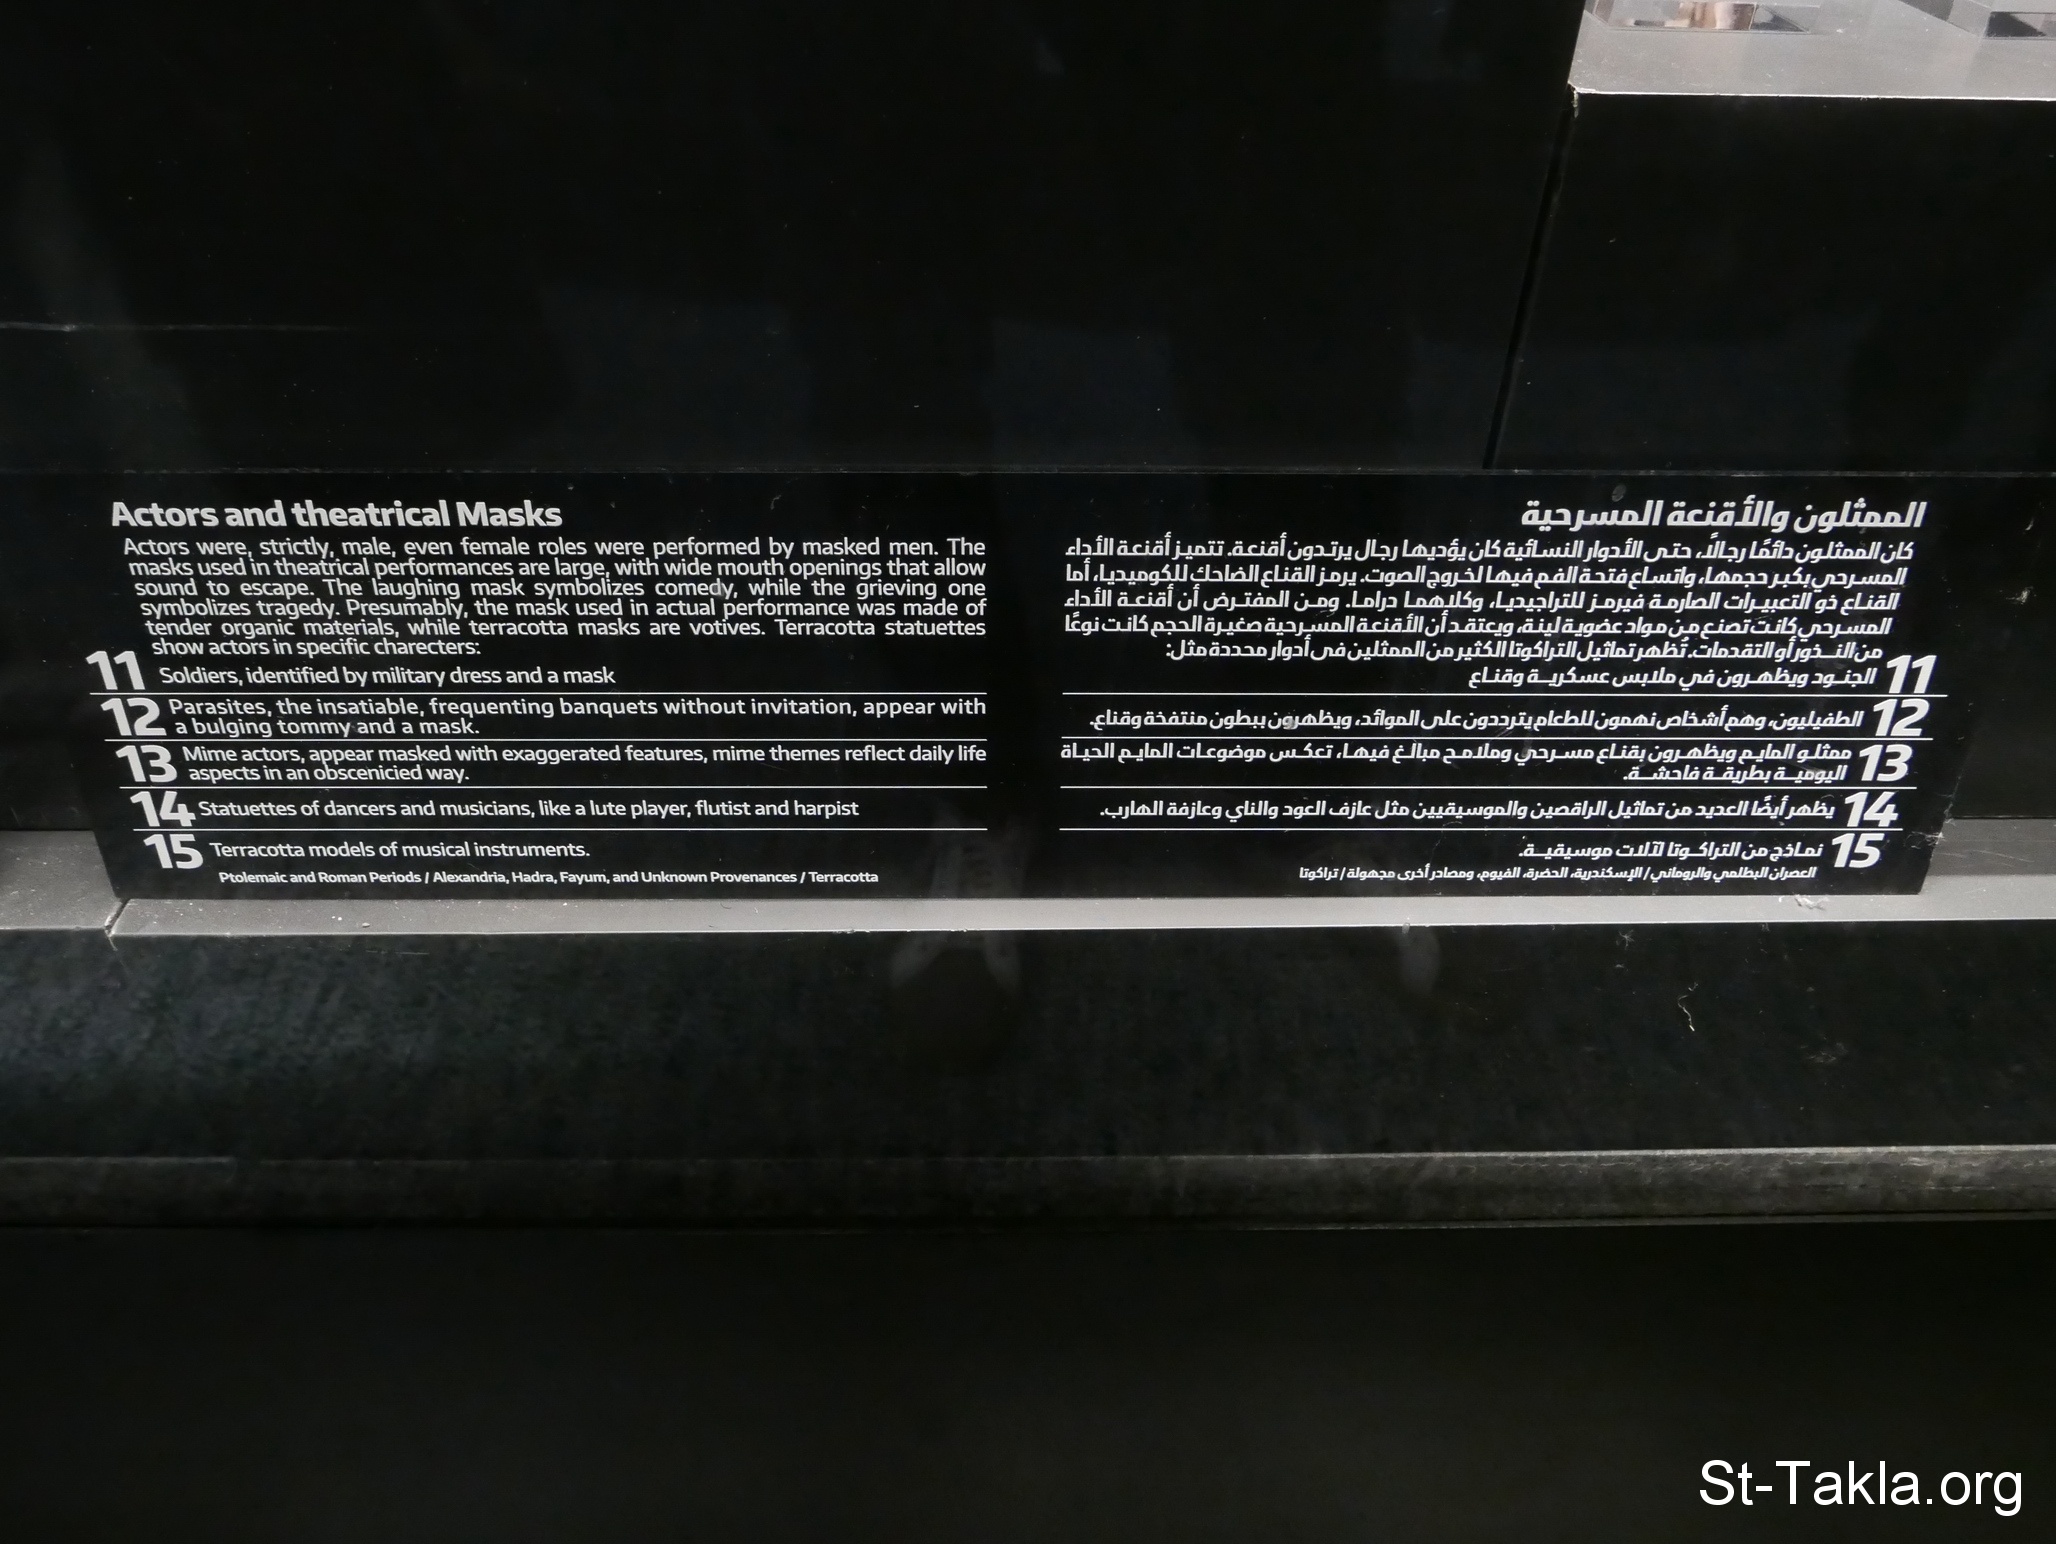 Actors and theatrical Masks
Actors were, strictly, male, even female roles were performed by masked men. The
masks used in theatrical performances are large, with wide mouth openings that allow
sound to escape. The laughing mask symbolizes comedy, while the grieving one
symbolizes tragedy. Presumably, the mask used in actual performance was made of
tender organic materials, while terracotta masks are votives. Terracotta statuettes
show actors in specific charecters:
11 Soldiers, identified by military dress and a mask
12 Parasites, the insatiable, frequenting banquets without invitation, appear with
a bulging tommy and a mask.
13 Mime actors, appear masked with exaggerated features, mime themes reflect daily life
aspects in an obscenicied way.
14 Statuettes of dancers and musicians, like a lute player, flutist and harpist
15 Terracotta models of musical instruments.
Ptolemaic and Roman Periods / Alexandria, Hadra, Fayum, and Unknown Provenances / Terracotta
الممثلون والأقنعة المسرحية
كان الممثلون دائمًا رجالًا، حتى الأدوار النسائية كان يؤديها رجال يرتدون أقنعة. تتميز أقنعة الأداء
المسرحي بكبر حجمها، واتساع فتحة الفم فيها لخروج الصوت. يرمز القناع الضاحك للكوميديا، أما
القناع ذو التعبيرات الصارمة فيرمز للتراجيديا، وكلاهما دراما. ومن المفترض أن أقنعة الأداء
المسرحي كانت تصنع من مواد عضوية لينة، ويعتقد أن الأقنعة المسرحية صغيرة الحجم كانت نوعًا
من النذور أو التقدمات. تُظهر تماثيل التراكوتا الكثير من الممثلين فى أدوار محددة مثل:
11 الجنود ويظهرون في ملابس عسكرية وقناع
12 الطفيليون، وهم أشخاص نهمون للطعام يترددون على الموائد، ويظهرون ببطون منتفخة وقناع.
13 ممثلو المايم ويظهرون بقناع مسرحي وملامح مبالغ فيها، تعكس موضوعات المايم الحياة
اليومية بطريقة فاحشة.
14 يظهر أيضًا العديد من تماثيل الراقصين والموسيقيين مثل عازف العود والناي وعازفة الهارب.
15 نماذج من التراكوتا لآلات موسيقية.
العصران البطلمي والروماني / الإسكندرية، الحضرة، الفيوم، ومصادر أخرى مجهولة / تراكوتا
St-Takla.org